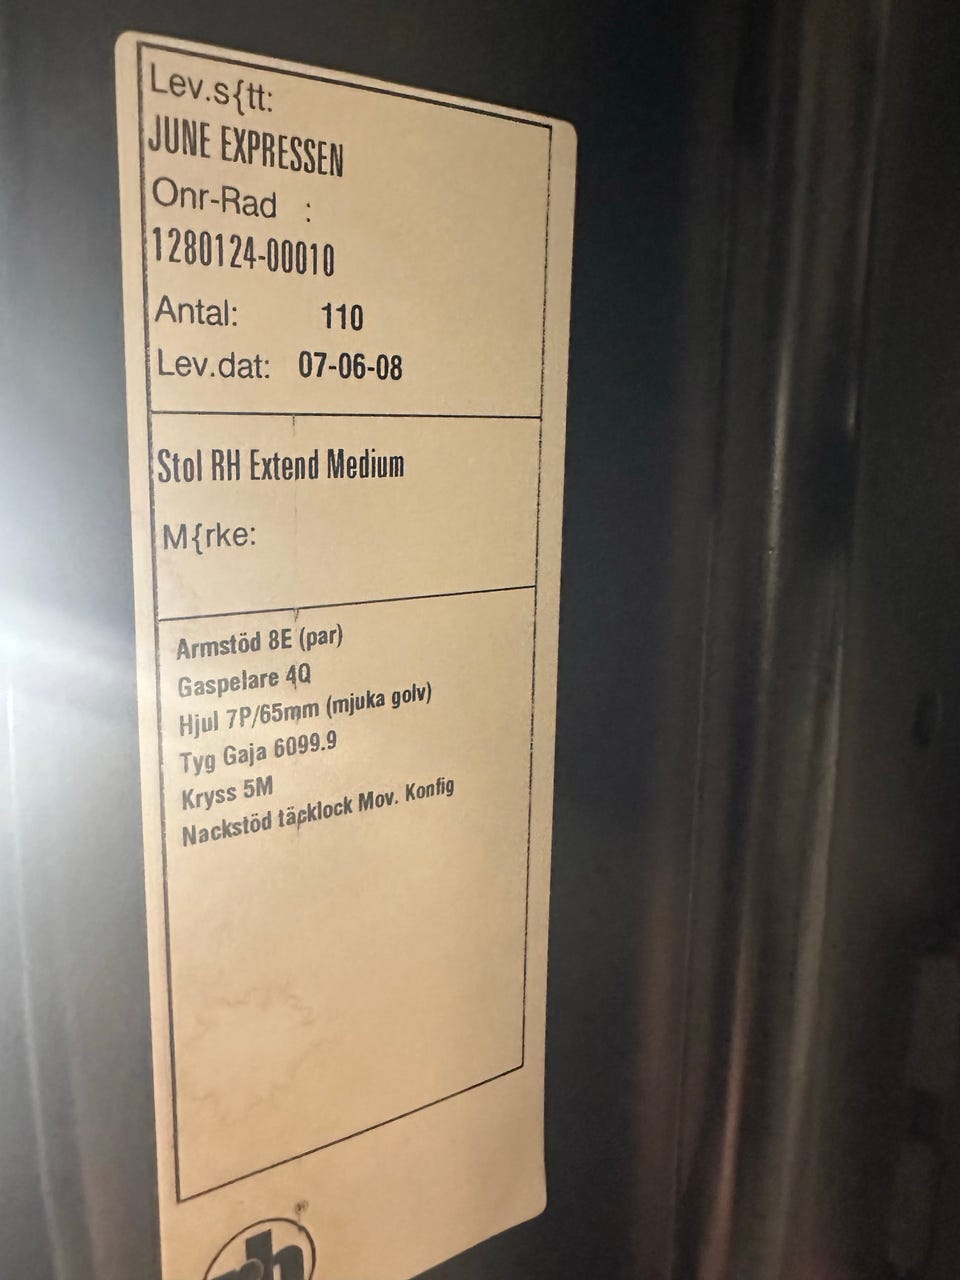 Lev.s{tt:
JUNE EXPRESSEN
Onr-Rad :
1280124-00010
Antal: 110
Lev.dat: 07-06-08
Stol RH Extend Medium
M{rke:
Armstöd 8E (par)
Gaspelare 4Q
Hjul 7P/65mm (mjuka golv)
Tyg Gaja 6099.9
Kryss 5M
Nackstöd täcklock Mov. Konfig
rh®